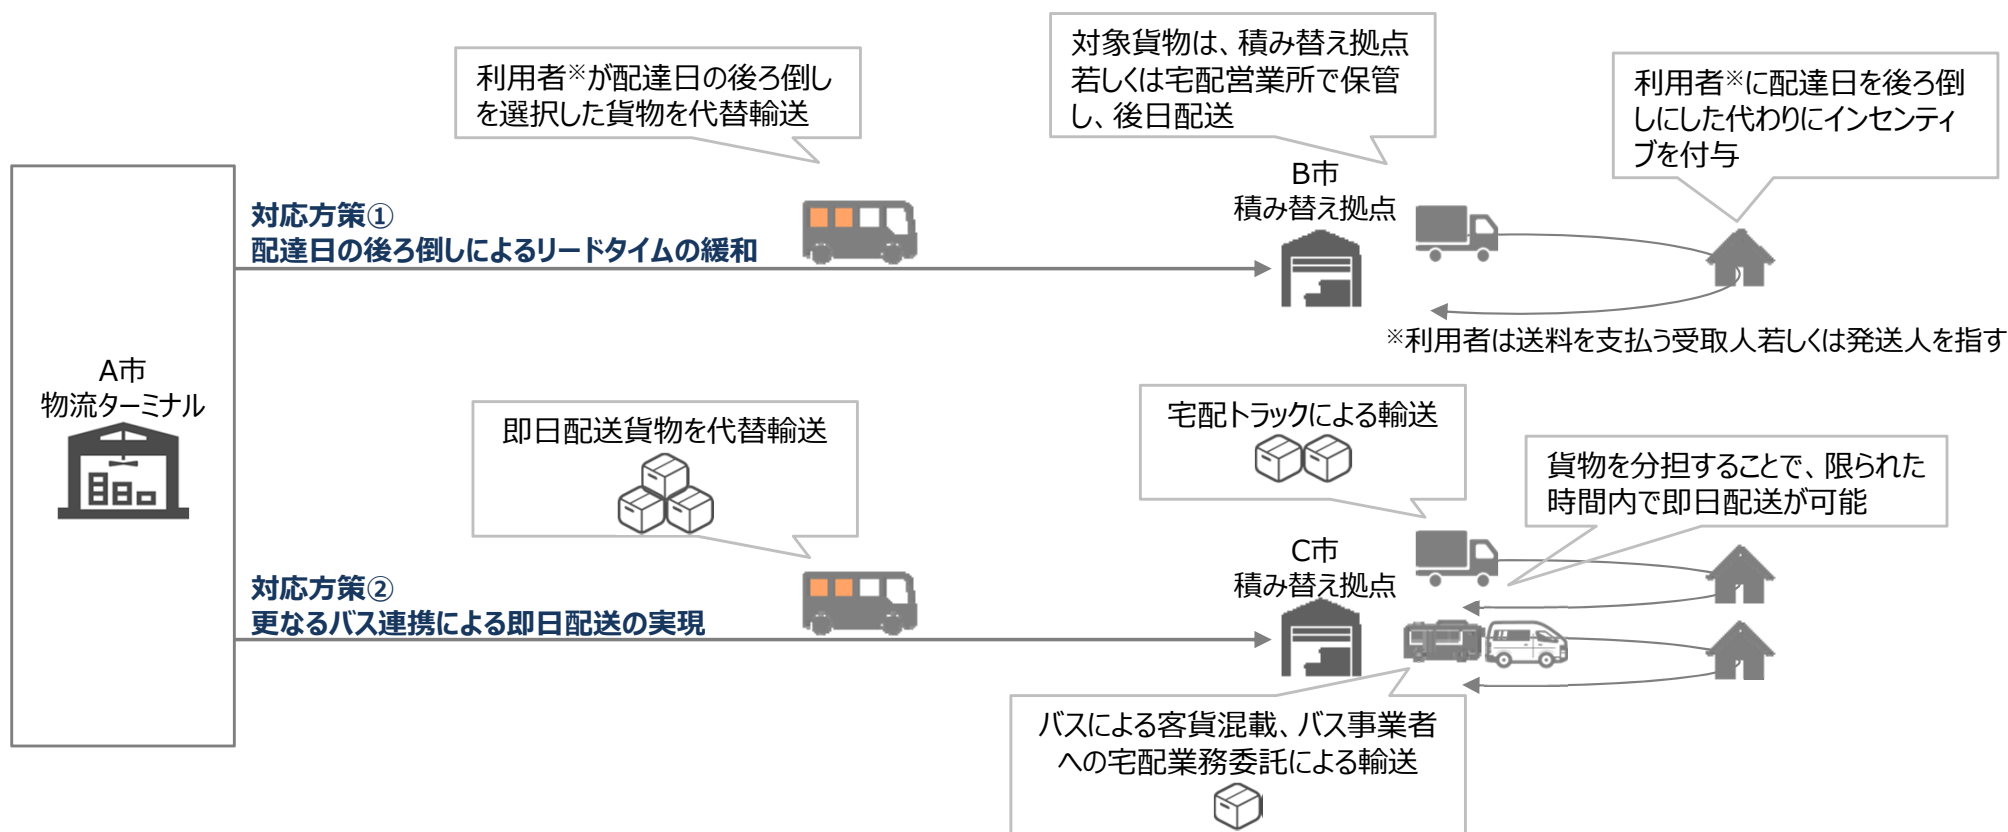 利用者※が配達日の後ろ倒し
を選択した貨物を代替輸送
対象貨物は、積み替え拠点
若しくは宅配営業所で保管
し、後日配送
利用者※に配達日を後ろ倒
しにした代わりにインセンティ
ブを付与
対応方策①
配達日の後ろ倒しによるリードタイムの緩和
B市
積み替え拠点
※利用者は送料を支払う受取人若しくは発送人を指す
A市
物流ターミナル
即日配送貨物を代替輸送
宅配トラックによる輸送
貨物を分担することで、限られた
時間内で即日配送が可能
対応方策②
更なるバス連携による即日配送の実現
C市
積み替え拠点
バスによる客貨混載、バス事業者
への宅配業務委託による輸送